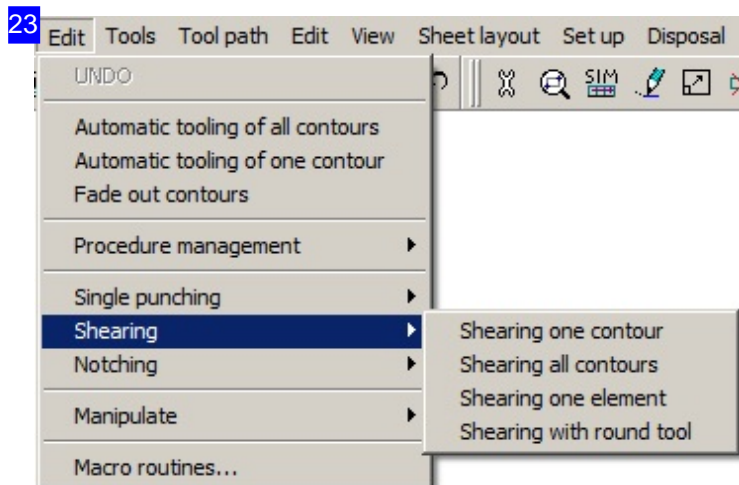 23
Edit Tools Tool path Edit View Sheet layout Set up Disposal
SIM
UNDO
Automatic tooling of all contours
Automatic tooling of one contour
Fade out contours
Procedure management
Single punching
Shearing
Notching
Manipulate
Macro routines...
Shearing one contour
Shearing all contours
Shearing one element
Shearing with round tool